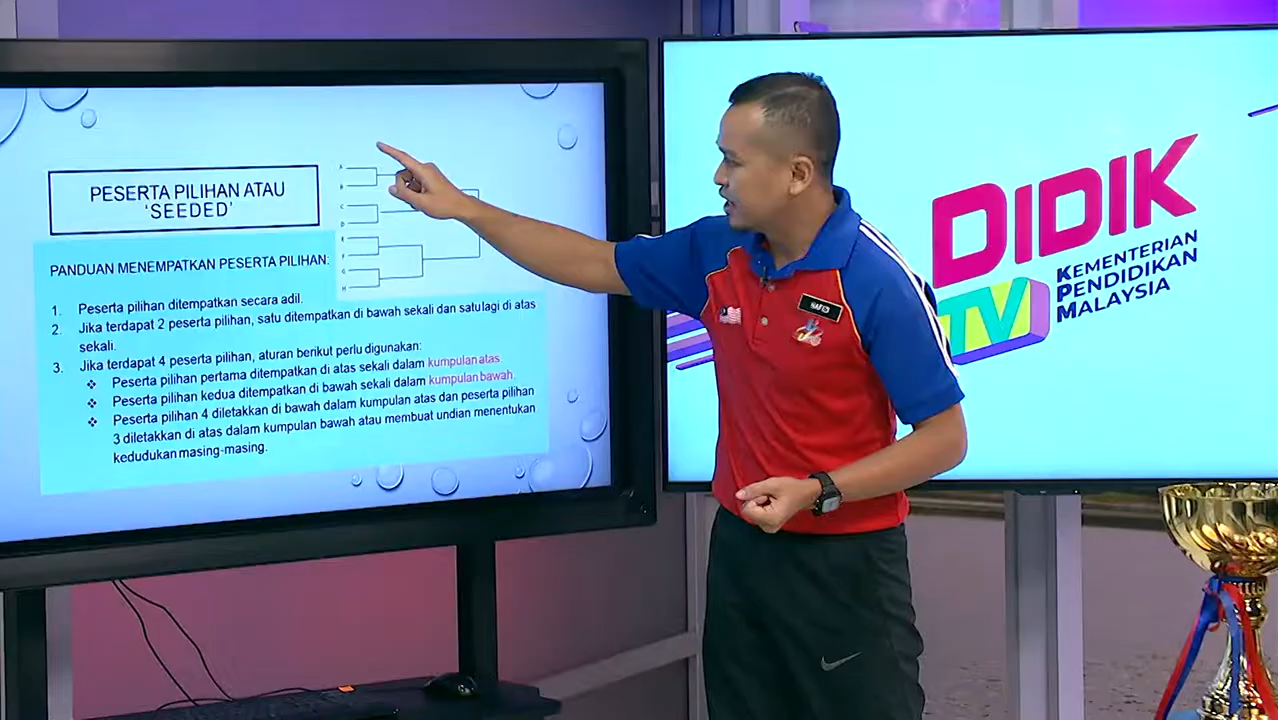 PESERTA PILIHAN ATAU
'SEEDED'
A
B
C
D
E
F
G
H
PANDUAN MENEMPATKAN PESERTA PILIHAN:
1. Peserta pilihan ditempatkan secara adil.
2. Jika terdapat 2 peserta pilihan, satu ditempatkan di bawah sekali dan satu lagi di atas
sekali.
3. Jika terdapat 4 peserta pilihan, aturan berikut perlu digunakan:
❖ Peserta pilihan pertama ditempatkan di atas sekali dalam kumpulan atas.
❖ Peserta pilihan kedua ditempatkan di bawah sekali dalam kumpulan bawah.
❖ Peserta pilihan 4 diletakkan di bawah dalam kumpulan atas dan peserta pilihan
3 diletakkan di atas dalam kumpulan bawah atau membuat undian menentukan
kedudukan masing-masing.
DIDIK
TV
KEMENTERIAN
PENDIDIKAN
MALAYSIA